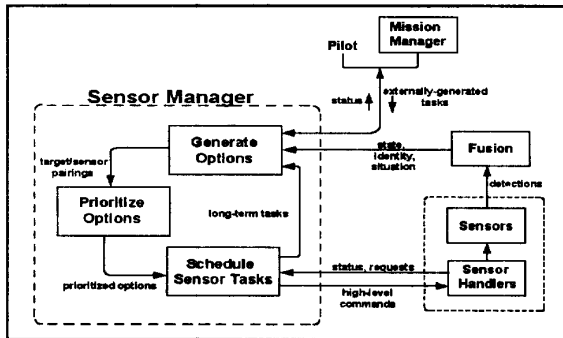 Mission
Manager
Pilot
status
externally-generated
tasks
Sensor Manager
Generate
Options
state,
identity,
situation
Fusion
target/sensor
pairings
detections
Prioritize
Options
long-term tasks
Sensors
Schedule
Sensor Tasks
status, requests
Sensor
Handlers
prioritized options
high-level
commands